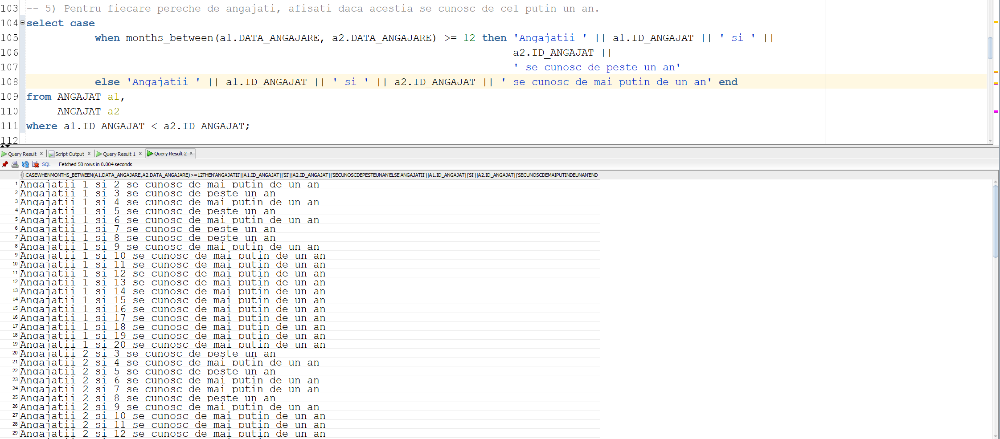 103 -- 5) Pentru fiecare pereche de angajati, afisati daca acestia se cunosc de cel putin un an.
104 select case
105 when months_between(a1.DATA_ANGAJARE, a2.DATA_ANGAJARE) >= 12 then 'Angajatii ' || a1.ID_ANGAJAT || ' si ' ||
106 a2.ID_ANGAJAT ||
107 ' se cunosc de peste un an'
108 else 'Angajatii ' || a1.ID_ANGAJAT || ' si ' || a2.ID_ANGAJAT || ' se cunosc de mai putin de un an' end
109 from ANGAJAT a1,
110 ANGAJAT a2
111 where a1.ID_ANGAJAT < a2.ID_ANGAJAT;
112
Query Result x Script Output x Query Result 1 x Query Result 2 x
SQL | Fetched 50 rows in 0.004 seconds
CASEWHENMONTHS_BETWEEN(A1.DATA_ANGAJARE,A2.DATA_ANGAJARE)>=12THEN'ANGAJATII'||A1.ID_ANGAJAT||'SI'||A2.ID_ANGAJAT||'SECUNOSCDEPESTEUNAN'ELSE'ANGAJATII'||A1.ID_ANGAJAT||'SI'||A2.ID_ANGAJAT||'SECUNOSCDEMAIPUTINDEUNAN'END
1 Angajatii 1 si 2 se cunosc de mai putin de un an
2 Angajatii 1 si 3 se cunosc de peste un an
3 Angajatii 1 si 4 se cunosc de mai putin de un an
4 Angajatii 1 si 5 se cunosc de peste un an
5 Angajatii 1 si 6 se cunosc de mai putin de un an
6 Angajatii 1 si 7 se cunosc de peste un an
7 Angajatii 1 si 8 se cunosc de peste un an
8 Angajatii 1 si 9 se cunosc de mai putin de un an
9 Angajatii 1 si 10 se cunosc de mai putin de un an
10 Angajatii 1 si 11 se cunosc de mai putin de un an
11 Angajatii 1 si 12 se cunosc de mai putin de un an
12 Angajatii 1 si 13 se cunosc de mai putin de un an
13 Angajatii 1 si 14 se cunosc de mai putin de un an
14 Angajatii 1 si 15 se cunosc de mai putin de un an
15 Angajatii 1 si 16 se cunosc de mai putin de un an
16 Angajatii 1 si 17 se cunosc de mai putin de un an
17 Angajatii 1 si 18 se cunosc de mai putin de un an
18 Angajatii 1 si 19 se cunosc de mai putin de un an
19 Angajatii 1 si 20 se cunosc de mai putin de un an
20 Angajatii 2 si 3 se cunosc de peste un an
21 Angajatii 2 si 4 se cunosc de mai putin de un an
22 Angajatii 2 si 5 se cunosc de peste un an
23 Angajatii 2 si 6 se cunosc de mai putin de un an
24 Angajatii 2 si 7 se cunosc de mai putin de un an
25 Angajatii 2 si 8 se cunosc de peste un an
26 Angajatii 2 si 9 se cunosc de mai putin de un an
27 Angajatii 2 si 10 se cunosc de mai putin de un an
28 Angajatii 2 si 11 se cunosc de mai putin de un an
29 Angajatii 2 si 12 se cunosc de mai putin de un an